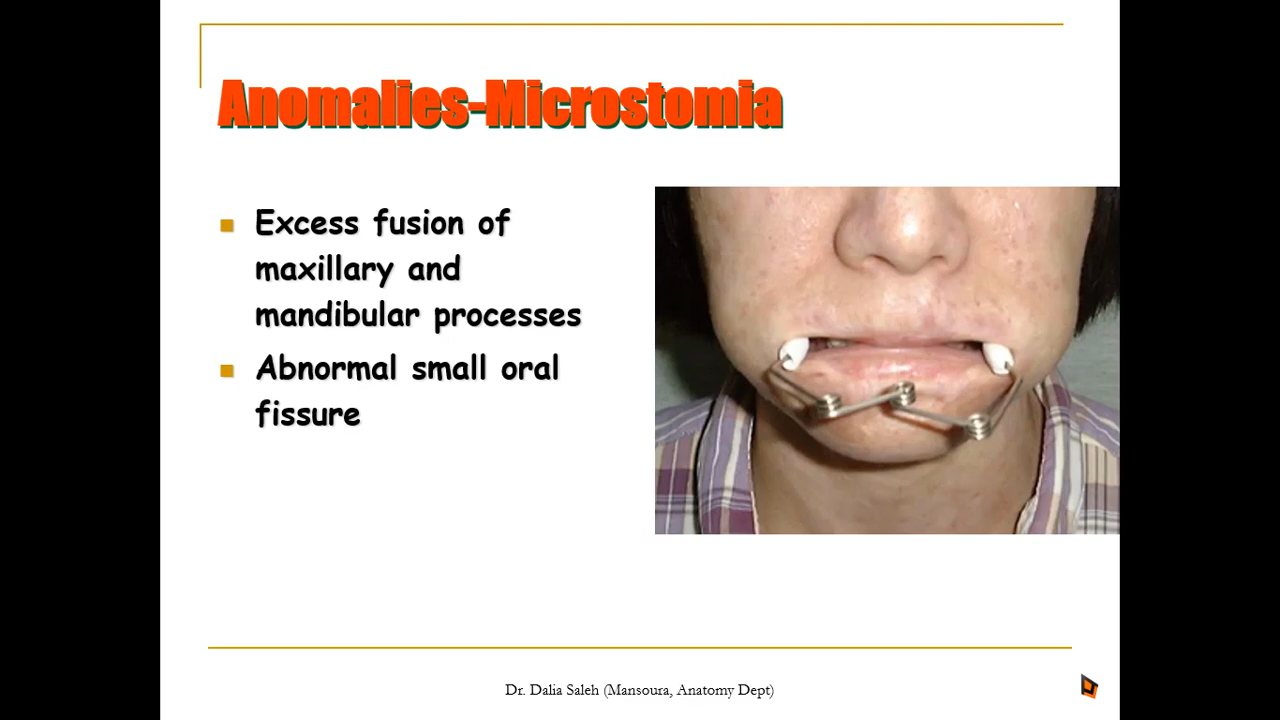 Anomalies-Microstomia
Excess fusion of
maxillary and
mandibular processes
Abnormal small oral
fissure
Dr. Dalia Saleh (Mansoura, Anatomy Dept)